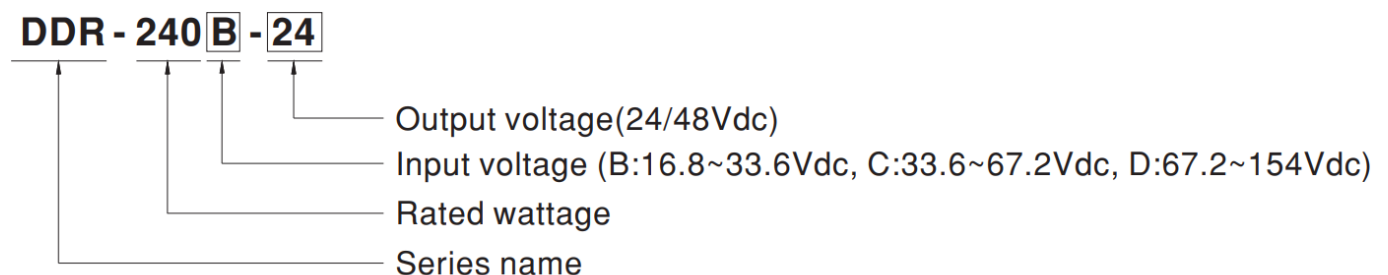 DDR - 240 B - 24
Output voltage(24/48Vdc)
Input voltage (B:16.8~33.6Vdc, C:33.6~67.2Vdc, D:67.2~154Vdc)
Rated wattage
Series name